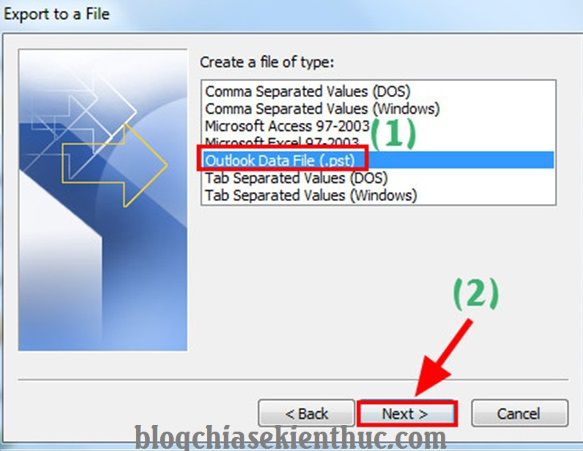 Export to a File
Create a file of type:
Comma Separated Values (DOS)
Comma Separated Values (Windows)
Microsoft Access 97-2003
(1)
Microsoft Excel 97-2003
Outlook Data File (.pst)
Tab Separated Values (DOS)
Tab Separated Values (Windows)
(2)
< Back
Next >
Cancel
blogchiasekienthuc.com